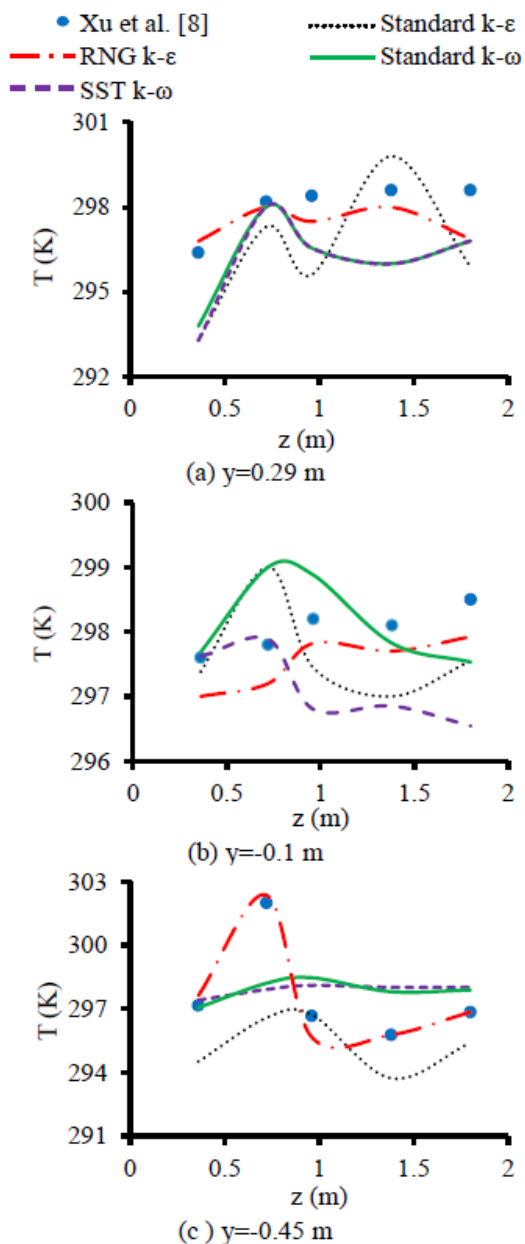 Xu et al. [8] Standard k-ε
RNG k-ε Standard k-ω
SST k-ω
301
298
295
292
T (K)
0 0.5 1 1.5 2
z (m)
(a) y=0.29 m
300
299
298
297
296
T (K)
0 0.5 1 1.5 2
z (m)
(b) y=-0.1 m
303
300
297
294
291
T (K)
0 0.5 1 1.5 2
z (m)
(c ) y=-0.45 m